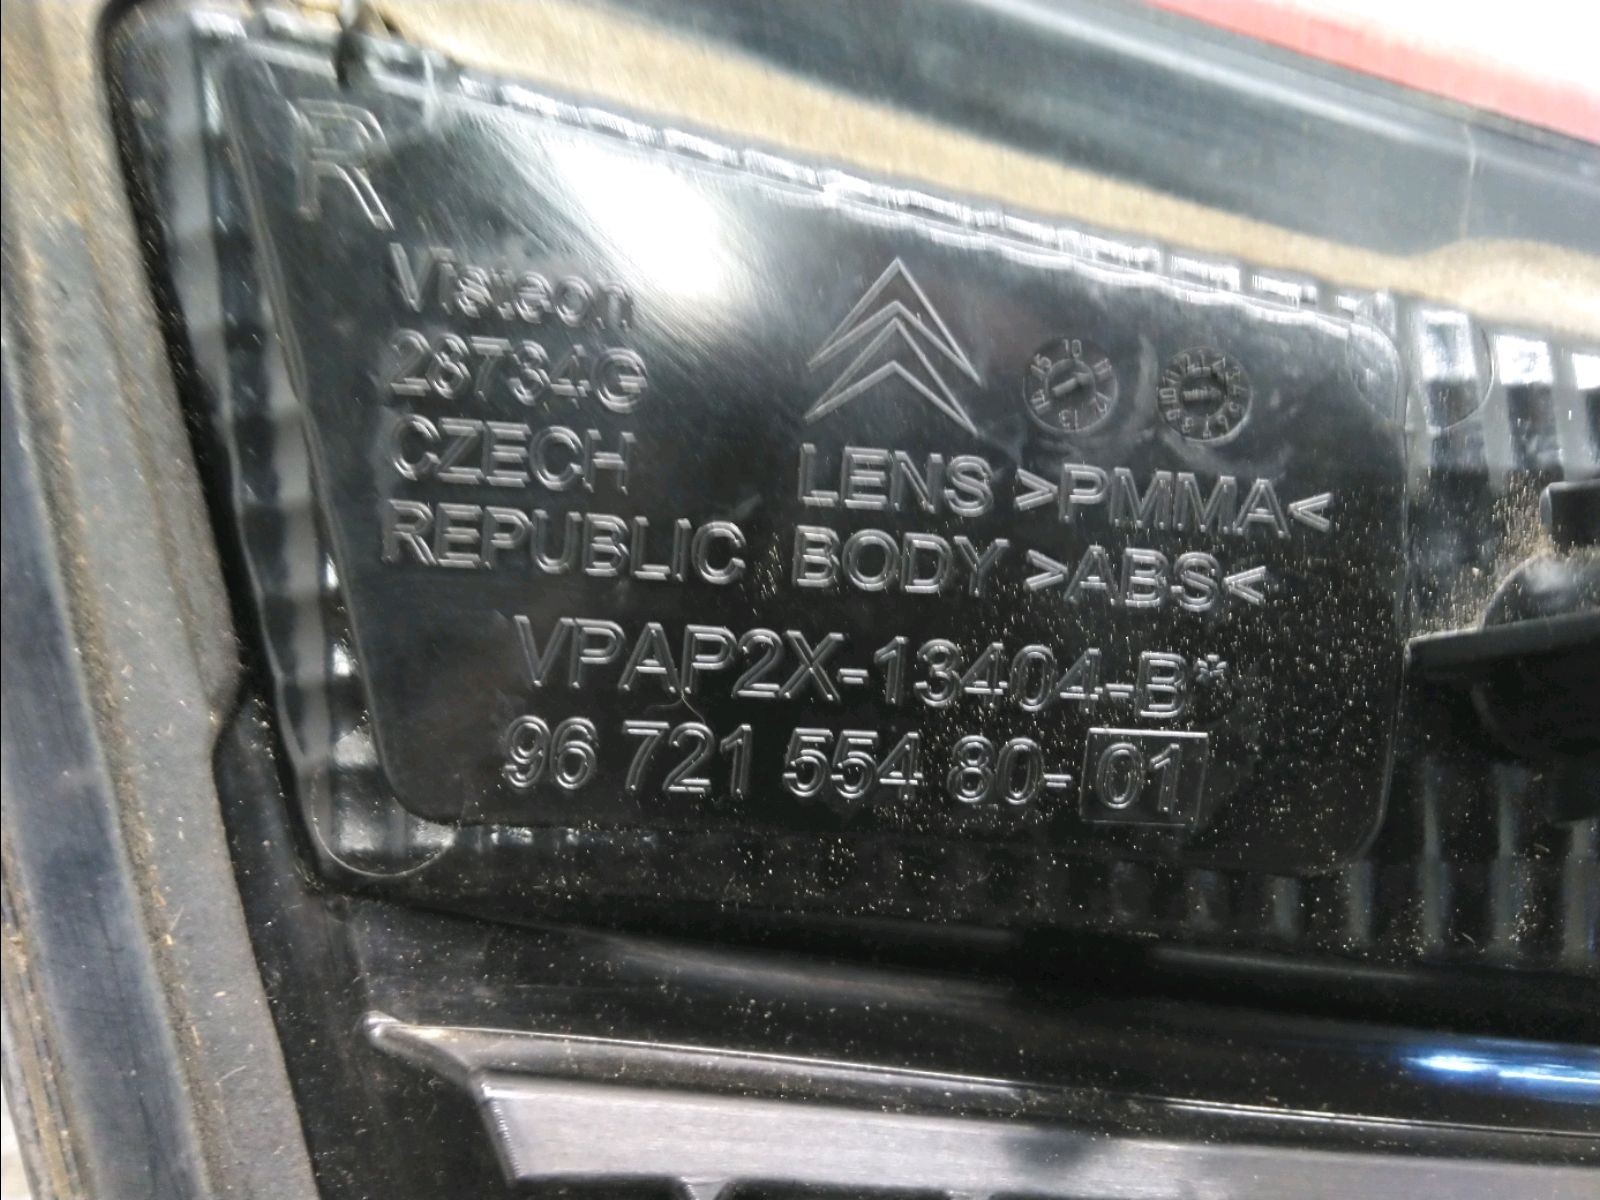 R
Visteon
28734G
CZECH
REPUBLIC
LENS >PMMA<
BODY >ABS<
VPAP2X-13404-B*
96 721 554 80-01